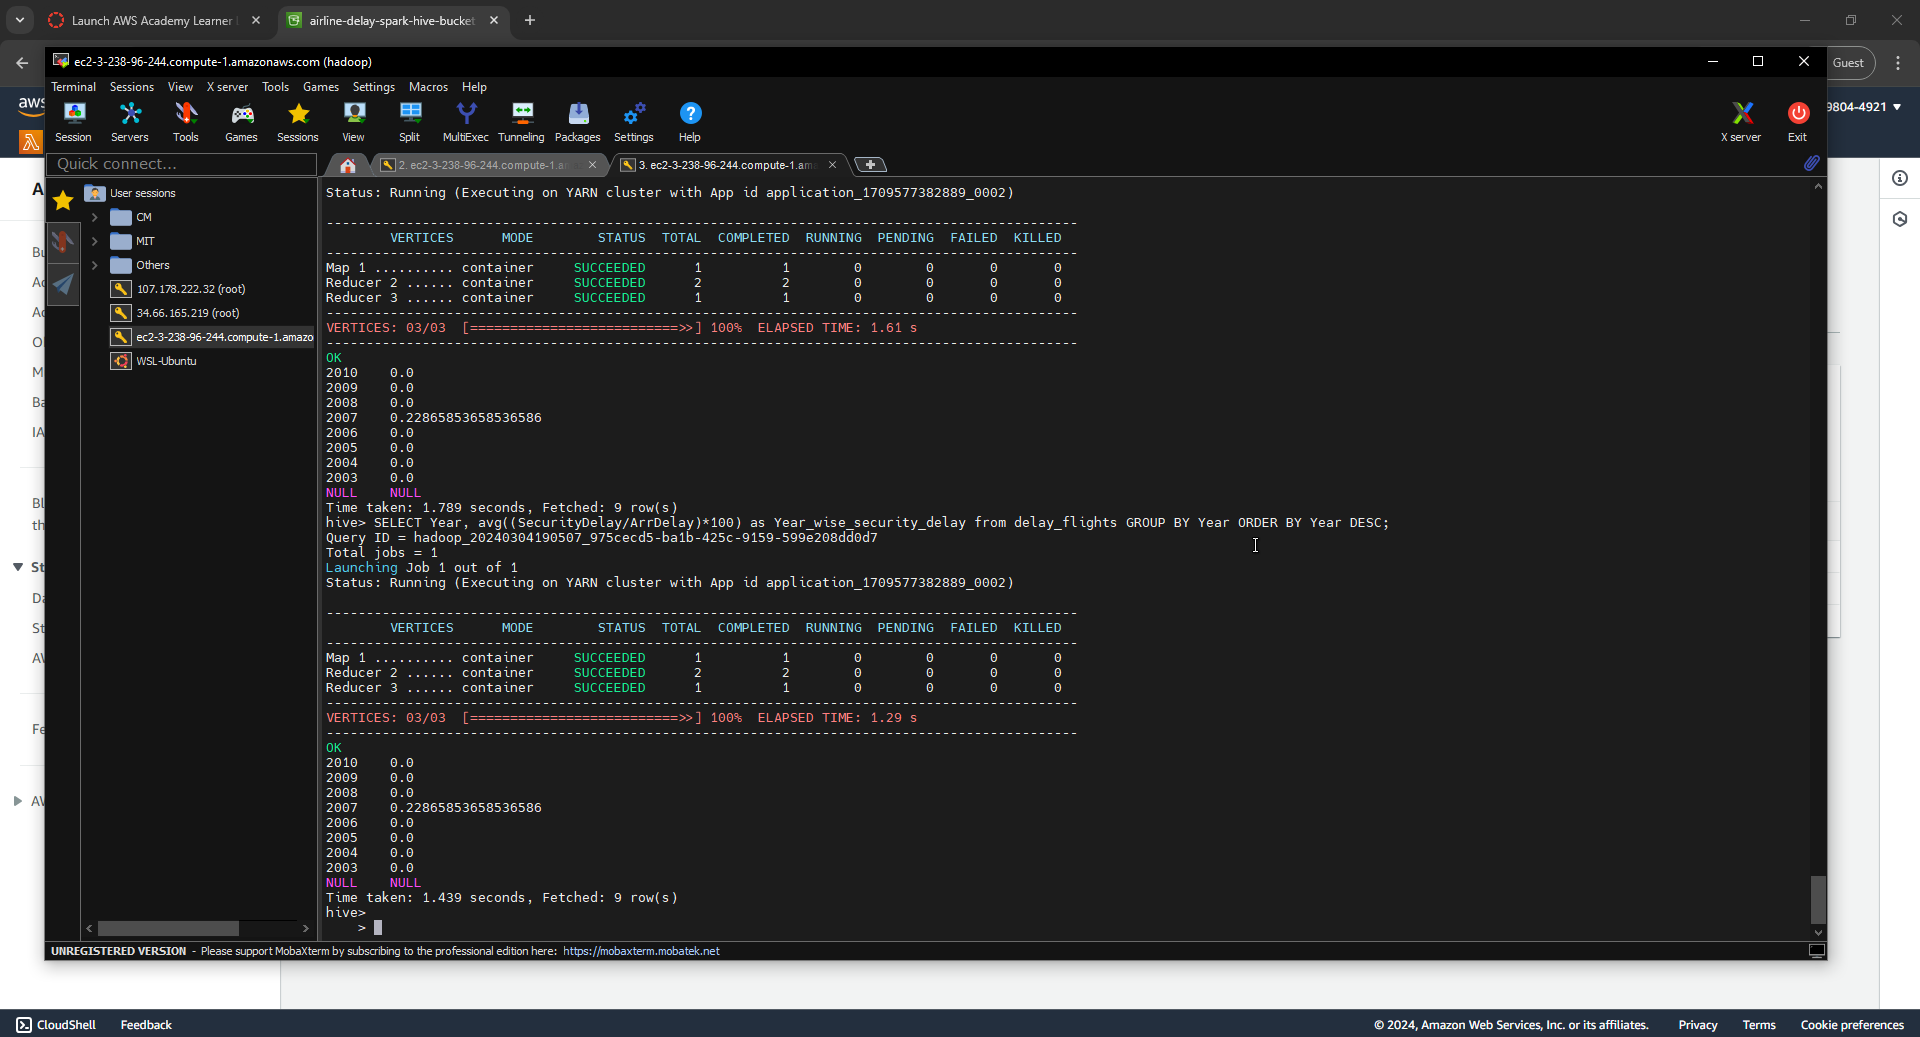 Launch AWS Academy Learner
airline-delay-spark-hive-bucket
ec2-3-238-96-244.compute-1.amazonaws.com (hadoop)
Guest
Terminal Sessions View X server Tools Games Settings Macros Help
aws
9804-4921
Session Servers Tools Games Sessions View Split MultiExec Tunneling Packages Settings Help X server Exit
Quick connect...
2. ec2-3-238-96-244.compute-1.am
3. ec2-3-238-96-244.compute-1.ama
User sessions
CM
MIT
Others
107.178.222.32 (root)
34.66.165.219 (root)
ec2-3-238-96-244.compute-1.amazo
WSL-Ubuntu
Status: Running (Executing on YARN cluster with App id application_1709577382889_0002)
----------------------------------------------------------------------------------------------
VERTICES MODE STATUS TOTAL COMPLETED RUNNING PENDING FAILED KILLED
----------------------------------------------------------------------------------------------
Map 1 .......... container SUCCEEDED 1 1 0 0 0 0
Reducer 2 ...... container SUCCEEDED 2 2 0 0 0 0
Reducer 3 ...... container SUCCEEDED 1 1 0 0 0 0
----------------------------------------------------------------------------------------------
VERTICES: 03/03 [==========================>>] 100% ELAPSED TIME: 1.61 s
----------------------------------------------------------------------------------------------
OK
2010 0.0
2009 0.0
2008 0.0
2007 0.22865853658536586
2006 0.0
2005 0.0
2004 0.0
2003 0.0
NULL NULL
Time taken: 1.789 seconds, Fetched: 9 row(s)
hive> SELECT Year, avg((SecurityDelay/ArrDelay)*100) as Year_wise_security_delay from delay_flights GROUP BY Year ORDER BY Year DESC;
Query ID = hadoop_20240304190507_975cecd5-ba1b-425c-9159-599e208dd0d7
Total jobs = 1
Launching Job 1 out of 1
Status: Running (Executing on YARN cluster with App id application_1709577382889_0002)
----------------------------------------------------------------------------------------------
VERTICES MODE STATUS TOTAL COMPLETED RUNNING PENDING FAILED KILLED
----------------------------------------------------------------------------------------------
Map 1 .......... container SUCCEEDED 1 1 0 0 0 0
Reducer 2 ...... container SUCCEEDED 2 2 0 0 0 0
Reducer 3 ...... container SUCCEEDED 1 1 0 0 0 0
----------------------------------------------------------------------------------------------
VERTICES: 03/03 [==========================>>] 100% ELAPSED TIME: 1.29 s
----------------------------------------------------------------------------------------------
OK
2010 0.0
2009 0.0
2008 0.0
2007 0.22865853658536586
2006 0.0
2005 0.0
2004 0.0
2003 0.0
NULL NULL
Time taken: 1.439 seconds, Fetched: 9 row(s)
hive>
>
UNREGISTERED VERSION - Please support MobaXterm by subscribing to the professional edition here: https://mobaxterm.mobatek.net
CloudShell Feedback © 2024, Amazon Web Services, Inc. or its affiliates. Privacy Terms Cookie preferences